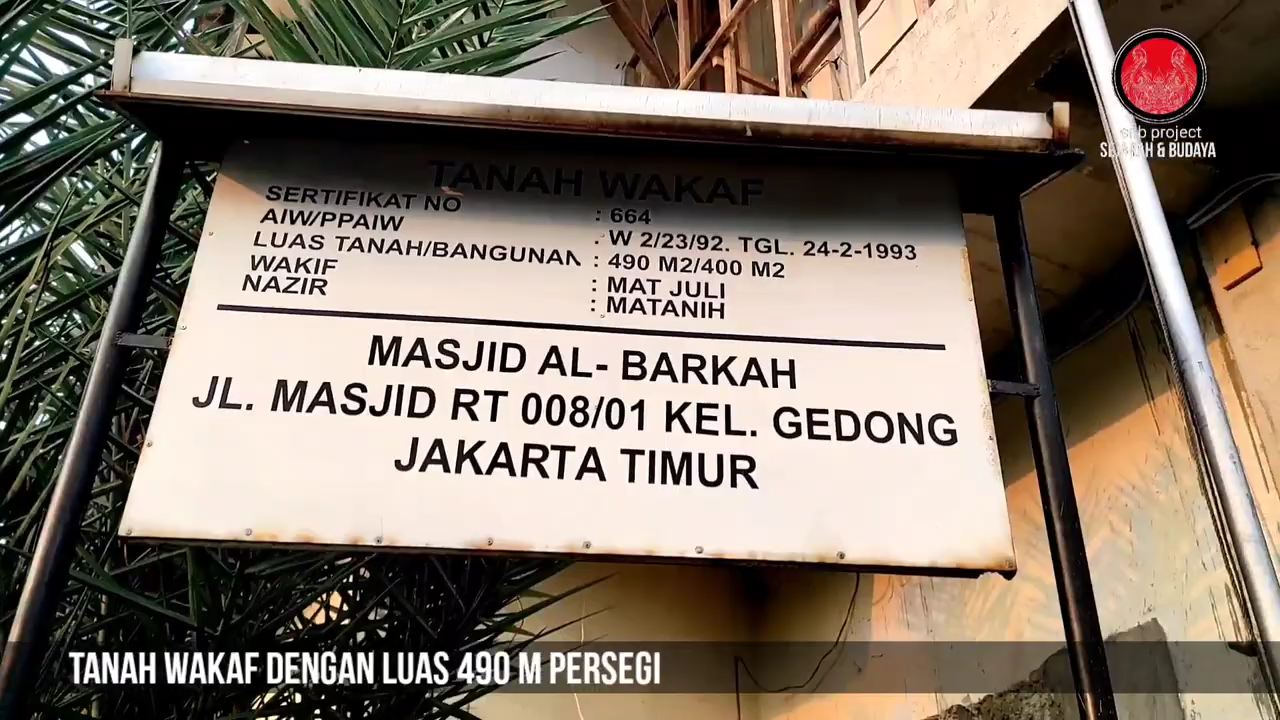 TANAH WAKAF
SERTIFIKAT NO : 664
AIW/PPAIW : W 2/23/92. TGL. 24-2-1993
LUAS TANAH/BANGUNAN : 490 M2/400 M2
WAKIF : MAT JULI
NAZIR : MATANIH
MASJID AL- BARKAH
JL. MASJID RT 008/01 KEL. GEDONG
JAKARTA TIMUR
project
& BUDAYA
TANAH WAKAF DENGAN LUAS 490 M PERSEGI